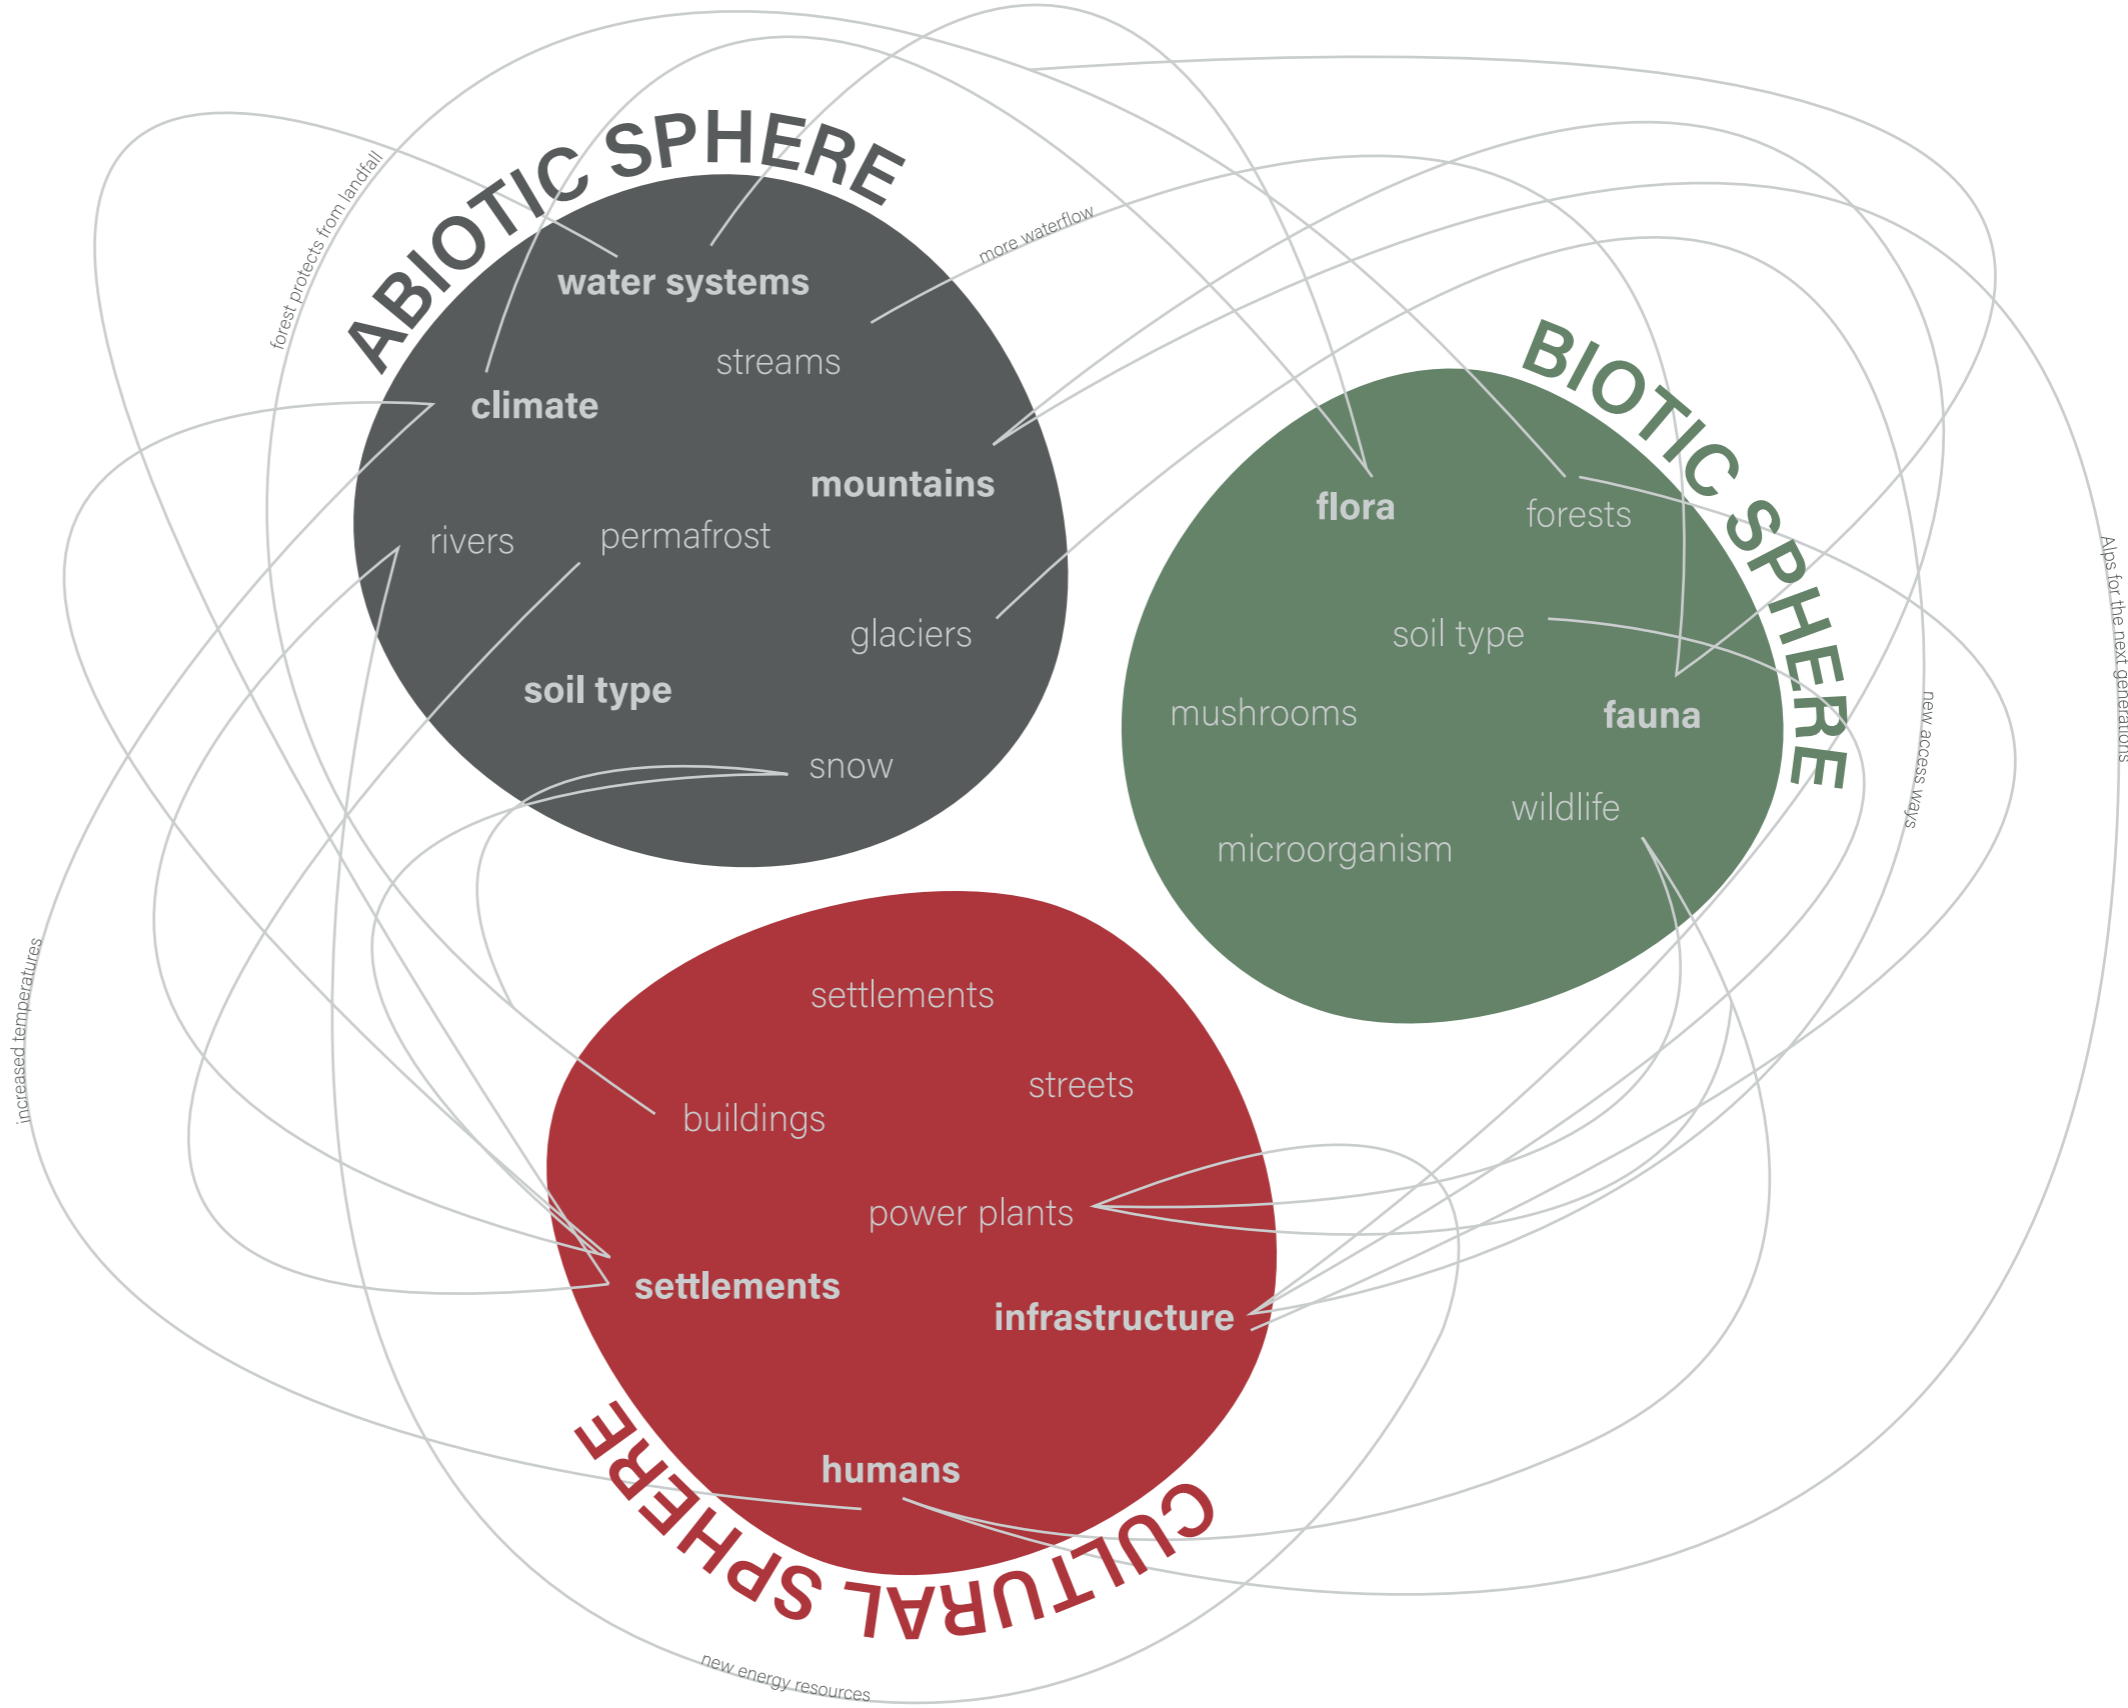 ABIOTIC SPHERE
forest protects from landfall
more waterflow
water systems
streams
climate
mountains
rivers
permafrost
glaciers
soil type
snow
BIOTIC SPHERE
flora
forests
soil type
mushrooms
fauna
wildlife
microorganism
Alps for the next generations
new access ways
increased temperatures
settlements
streets
buildings
power plants
settlements
infrastructure
humans
CULTURAL SPHERE
new energy resources